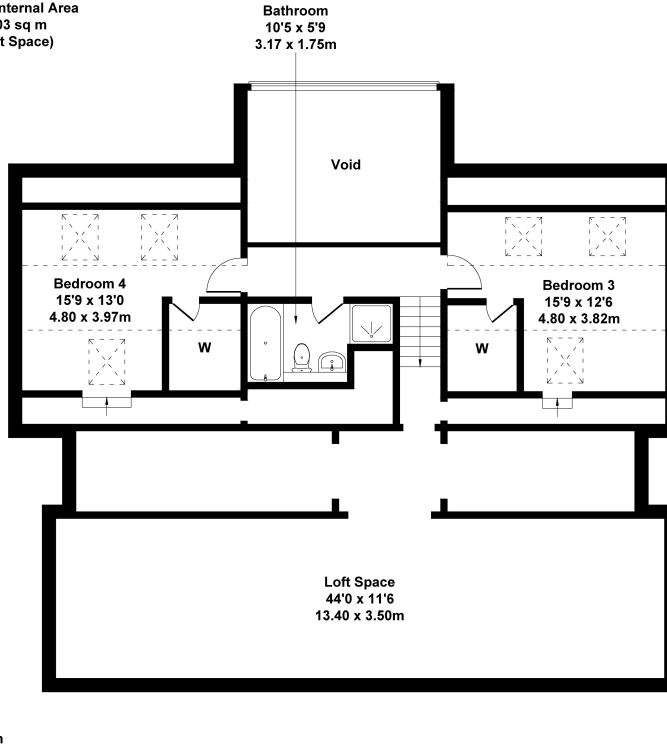 nternal Area
03 sq m
t Space)
Bathroom
10'5 x 5'9
3.17 x 1.75m
Void
Bedroom 4
15'9 x 13'0
4.80 x 3.97m
Bedroom 3
15'9 x 12'6
4.80 x 3.82m
W
W
Loft Space
44'0 x 11'6
13.40 x 3.50m